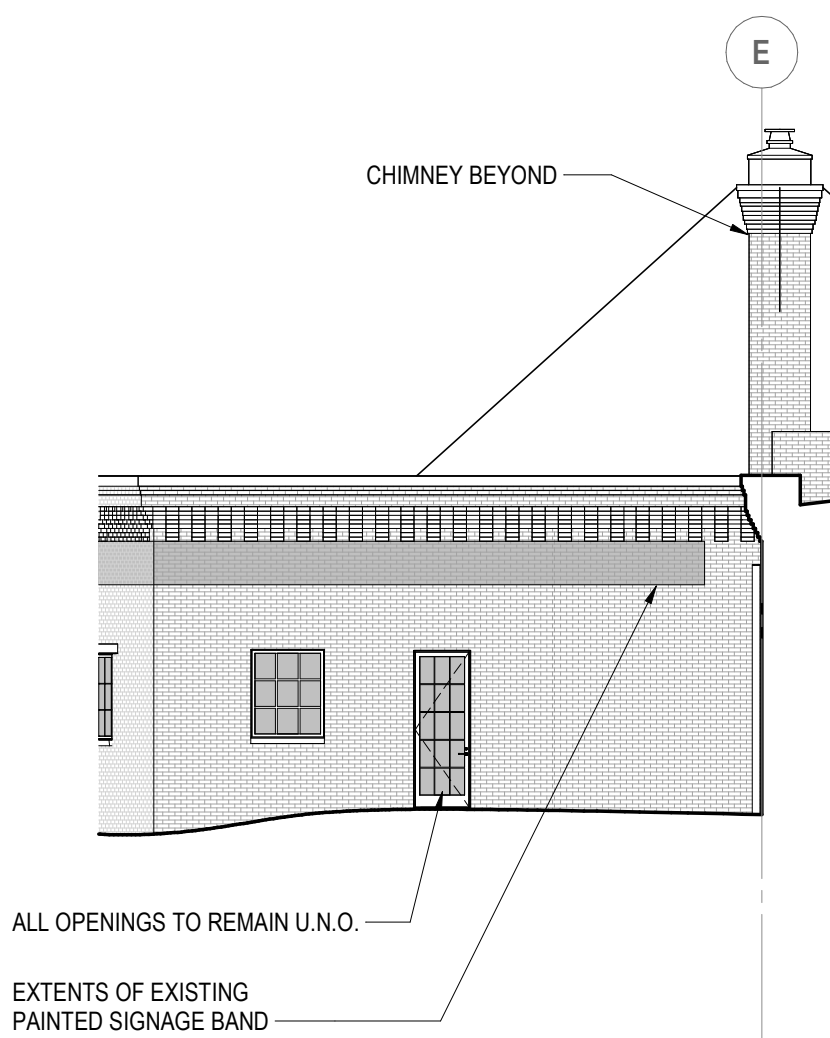 E
CHIMNEY BEYOND
ALL OPENINGS TO REMAIN U.N.O.
EXTENTS OF EXISTING
PAINTED SIGNAGE BAND